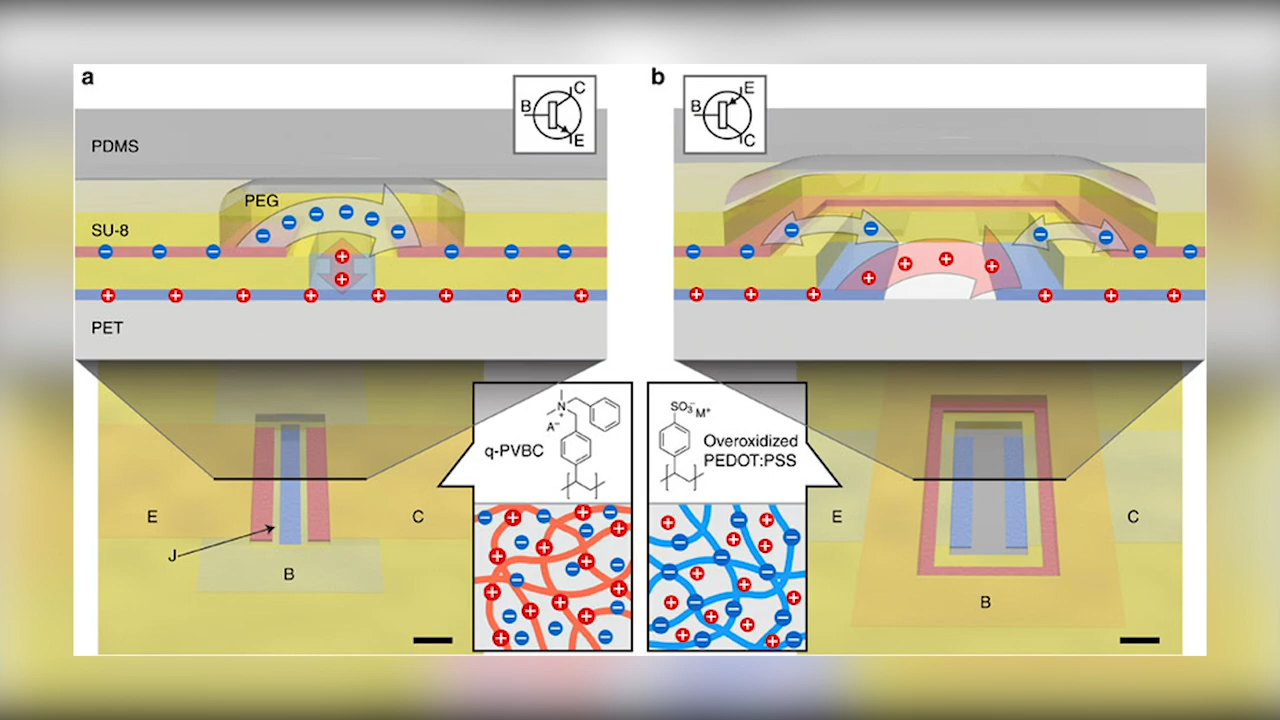 a
C
B
E
PDMS
PEG
SU-8
PET
q-PVBC
N
+
A⁻
E
C
J
B
b
E
B
C
SO₃⁻ M⁺
Overoxidized
PEDOT:PSS
E
C
B